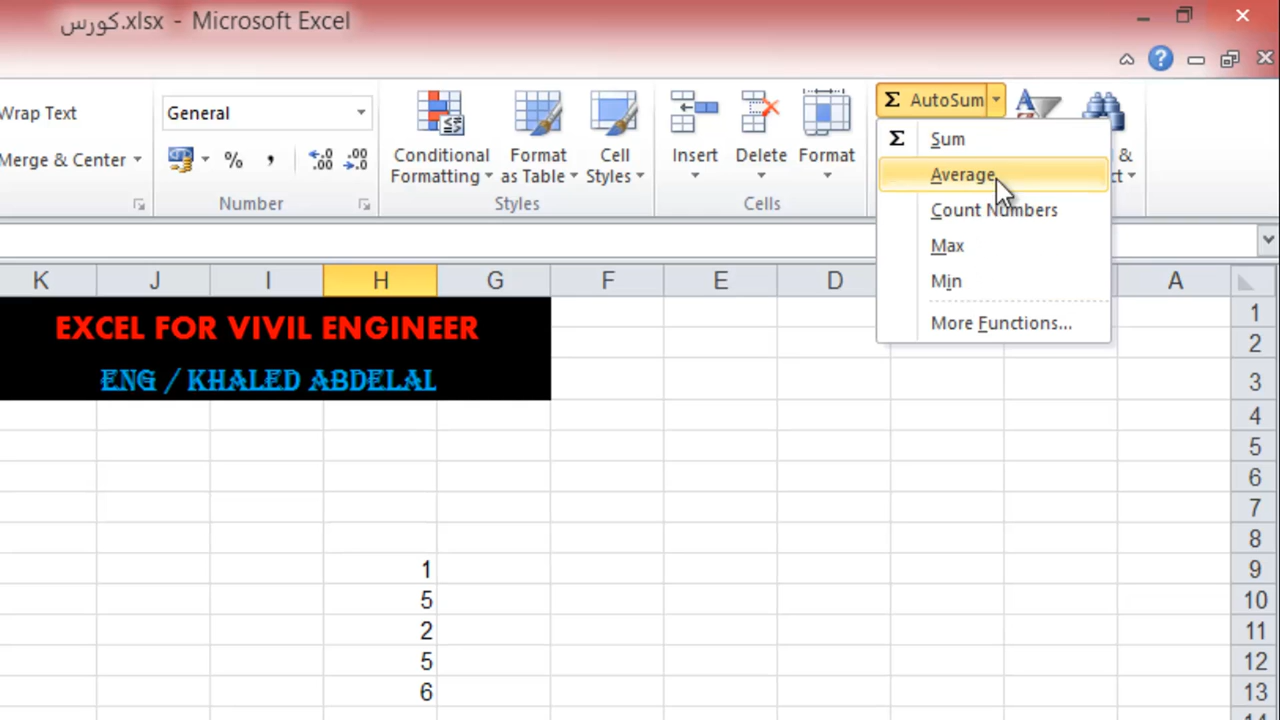 كورس.xlsx - Microsoft Excel
Wrap Text
General
Merge & Center
%
,
Number
Conditional Formatting
Format as Table
Cell Styles
Styles
Insert
Delete
Format
Cells
Σ AutoSum
Σ Sum
Average
Count Numbers
Max
Min
More Functions...
K J I H G F E D A
EXCEL FOR VIVIL ENGINEER
ENG / KHALED ABDELAL
1
2
3
4
5
6
7
8
1 9
5 10
2 11
5 12
6 13